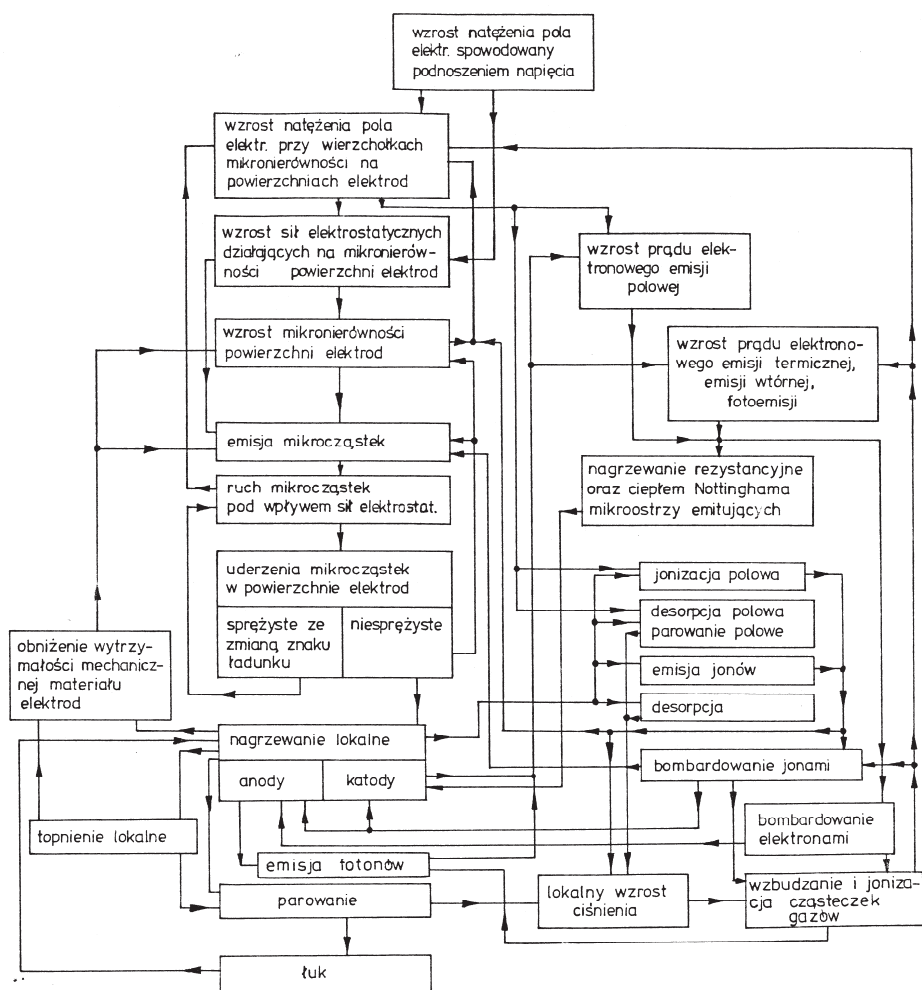 wzrost natężenia pola
elektr. spowodowany
podnoszeniem napięcia
wzrost natężenia pola
elektr. przy wierzchołkach
mikronierówności na
powierzchniach elektrod
wzrost sił elektrostatycznych
działających na mikronierów-
ności powierzchni elektrod
wzrost prądu elek-
tronowego emisji
polowej
wzrost mikronierówności
powierzchni elektrod
wzrost prądu elektrono-
wego emisji termicznej,
emisji wtórnej,
fotoemisji
emisja mikrocząstek
nagrzewanie rezystancyjne
oraz ciepłem Nottinghama
mikroostrzy emitujących
ruch mikrocząstek
pod wpływem sił elektrostat.
uderzenia mikrocząstek
w powierzchnie elektrod
sprężyste ze
zmianą znaku
ładunku
niesprężyste
jonizacja polowa
desorpcja polowa
parowanie polowe
emisja jonów
desorpcja
obniżenie wytrzy-
małości mechanicz-
nej materiału
elektrod
nagrzewanie lokalne
anody
katody
bombardowanie jonami
topnienie lokalne
bombardowanie
elektronami
emisja fotonów
parowanie
lokalny wzrost
ciśnienia
wzbudzanie i joniza-
cja cząsteczek
gazów
łuk